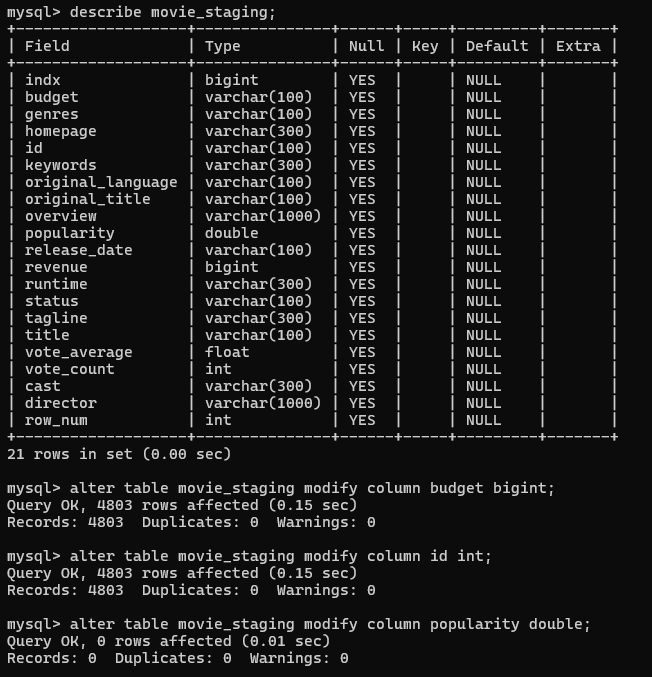 mysql> describe movie_staging;
+-------------------+---------------+------+-----+---------+-------+
| Field             | Type          | Null | Key | Default | Extra |
+-------------------+---------------+------+-----+---------+-------+
| indx              | bigint        | YES  |     | NULL    |       |
| budget            | varchar(100)  | YES  |     | NULL    |       |
| genres            | varchar(100)  | YES  |     | NULL    |       |
| homepage          | varchar(300)  | YES  |     | NULL    |       |
| id                | varchar(100)  | YES  |     | NULL    |       |
| keywords          | varchar(300)  | YES  |     | NULL    |       |
| original_language | varchar(100)  | YES  |     | NULL    |       |
| original_title    | varchar(100)  | YES  |     | NULL    |       |
| overview          | varchar(1000) | YES  |     | NULL    |       |
| popularity        | double        | YES  |     | NULL    |       |
| release_date      | varchar(100)  | YES  |     | NULL    |       |
| revenue           | bigint        | YES  |     | NULL    |       |
| runtime           | varchar(300)  | YES  |     | NULL    |       |
| status            | varchar(100)  | YES  |     | NULL    |       |
| tagline           | varchar(300)  | YES  |     | NULL    |       |
| title             | varchar(100)  | YES  |     | NULL    |       |
| vote_average      | float         | YES  |     | NULL    |       |
| vote_count        | int           | YES  |     | NULL    |       |
| cast              | varchar(300)  | YES  |     | NULL    |       |
| director          | varchar(1000) | YES  |     | NULL    |       |
| row_num           | int           | YES  |     | NULL    |       |
+-------------------+---------------+------+-----+---------+-------+
21 rows in set (0.00 sec)
mysql> alter table movie_staging modify column budget bigint;
Query OK, 4803 rows affected (0.15 sec)
Records: 4803  Duplicates: 0  Warnings: 0
mysql> alter table movie_staging modify column id int;
Query OK, 4803 rows affected (0.15 sec)
Records: 4803  Duplicates: 0  Warnings: 0
mysql> alter table movie_staging modify column popularity double;
Query OK, 0 rows affected (0.01 sec)
Records: 0  Duplicates: 0  Warnings: 0